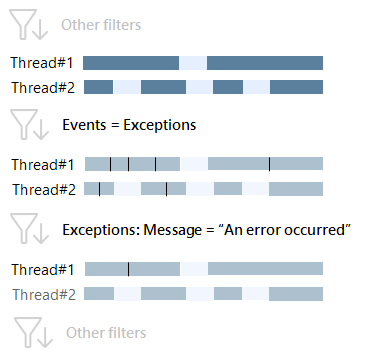 Other filters
Thread#1
Thread#2
Events = Exceptions
Thread#1
Thread#2
Exceptions: Message = “An error occurred”
Thread#1
Thread#2
Other filters